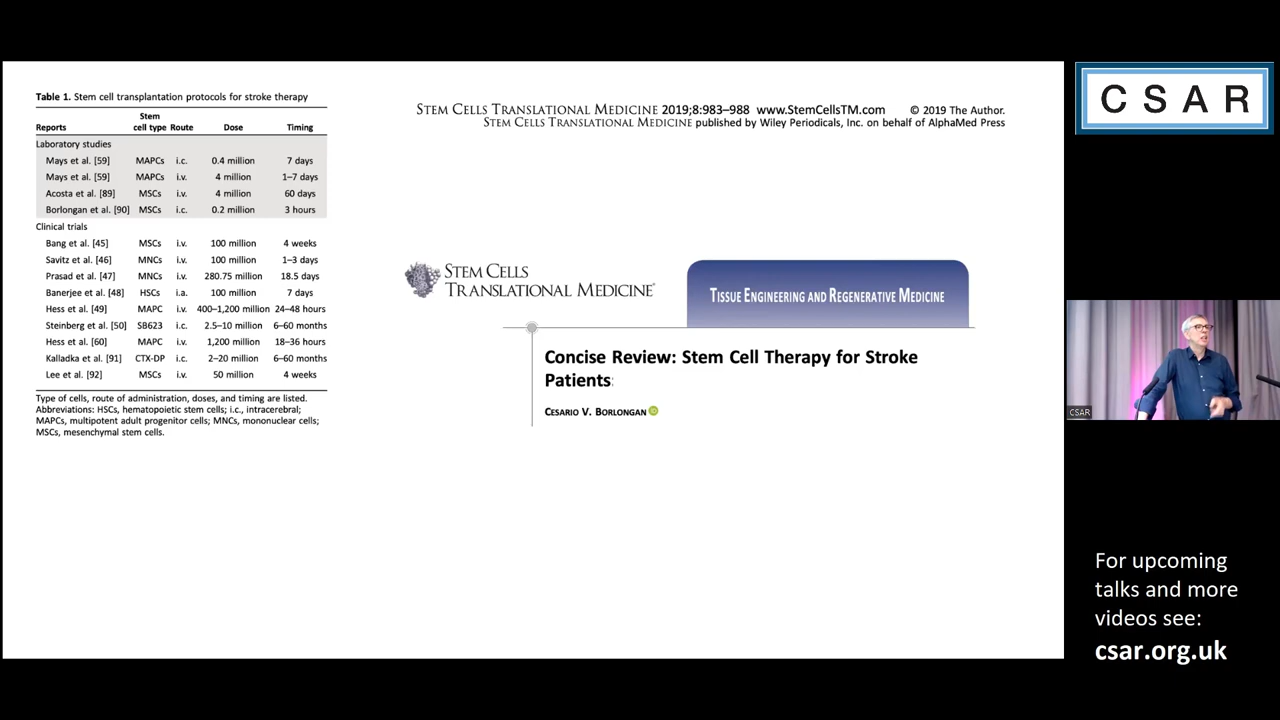 Table 1. Stem cell transplantation protocols for stroke therapy
Reports Stem cell type Route Dose Timing
Laboratory studies
Mays et al. [59] MAPCs i.c. 0.4 million 7 days
Mays et al. [59] MAPCs i.v. 4 million 1–7 days
Acosta et al. [89] MSCs i.v. 4 million 60 days
Borlongan et al. [90] MSCs i.c. 0.2 million 3 hours
Clinical trials
Bang et al. [45] MSCs i.v. 100 million 4 weeks
Savitz et al. [46] MNCs i.v. 100 million 1–3 days
Prasad et al. [47] MNCs i.v. 280.75 million 18.5 days
Banerjee et al. [48] HSCs i.a. 100 million 7 days
Hess et al. [49] MAPC i.v. 400–1,200 million 24–48 hours
Steinberg et al. [50] SB623 i.c. 2.5–10 million 6–60 months
Hess et al. [60] MAPC i.v. 1,200 million 18–36 hours
Kalladka et al. [91] CTX-DP i.c. 2–20 million 6–60 months
Lee et al. [92] MSCs i.v. 50 million 4 weeks
Type of cells, route of administration, doses, and timing are listed.
Abbreviations: HSCs, hematopoietic stem cells; i.c., intracerebral;
MAPCs, multipotent adult progenitor cells; MNCs, mononuclear cells;
MSCs, mesenchymal stem cells.
STEM CELLS TRANSLATIONAL MEDICINE 2019;8:983–988 www.StemCellsTM.com © 2019 The Author.
STEM CELLS TRANSLATIONAL MEDICINE published by Wiley Periodicals, Inc. on behalf of AlphaMed Press
STEM CELLS
TRANSLATIONAL MEDICINE®
TISSUE ENGINEERING AND REGENERATIVE MEDICINE
Concise Review: Stem Cell Therapy for Stroke
Patients
CESARIO V. BORLONGAN iD
CSAR
CSAR
For upcoming
talks and more
videos see:
csar.org.uk